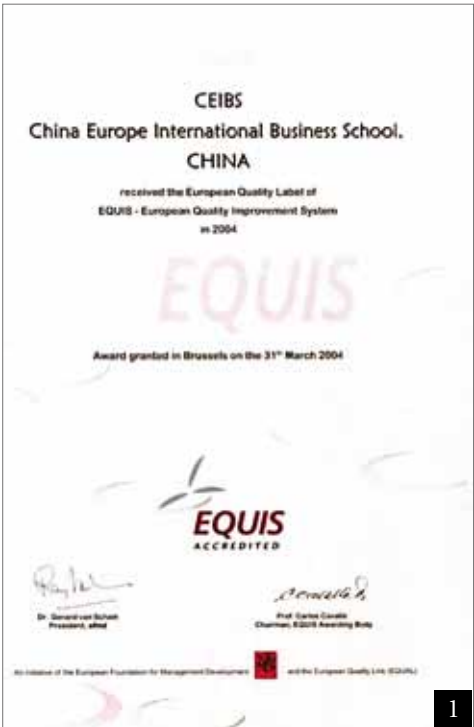 CEIBS
China Europe International Business School.
CHINA
received the European Quality Label of
EQUIS - European Quality Improvement System
in 2004
EQUIS
Award granted in Brussels on the 31st March 2004
EQUIS
ACCREDITED
Dr. Gerard van Schaik
President, efmd
Prof. Carlos Cavallé
Chairman, EQUIS Awarding Body
An initiative of the European Foundation for Management Development and the European Quality Link (EQUAL)
1